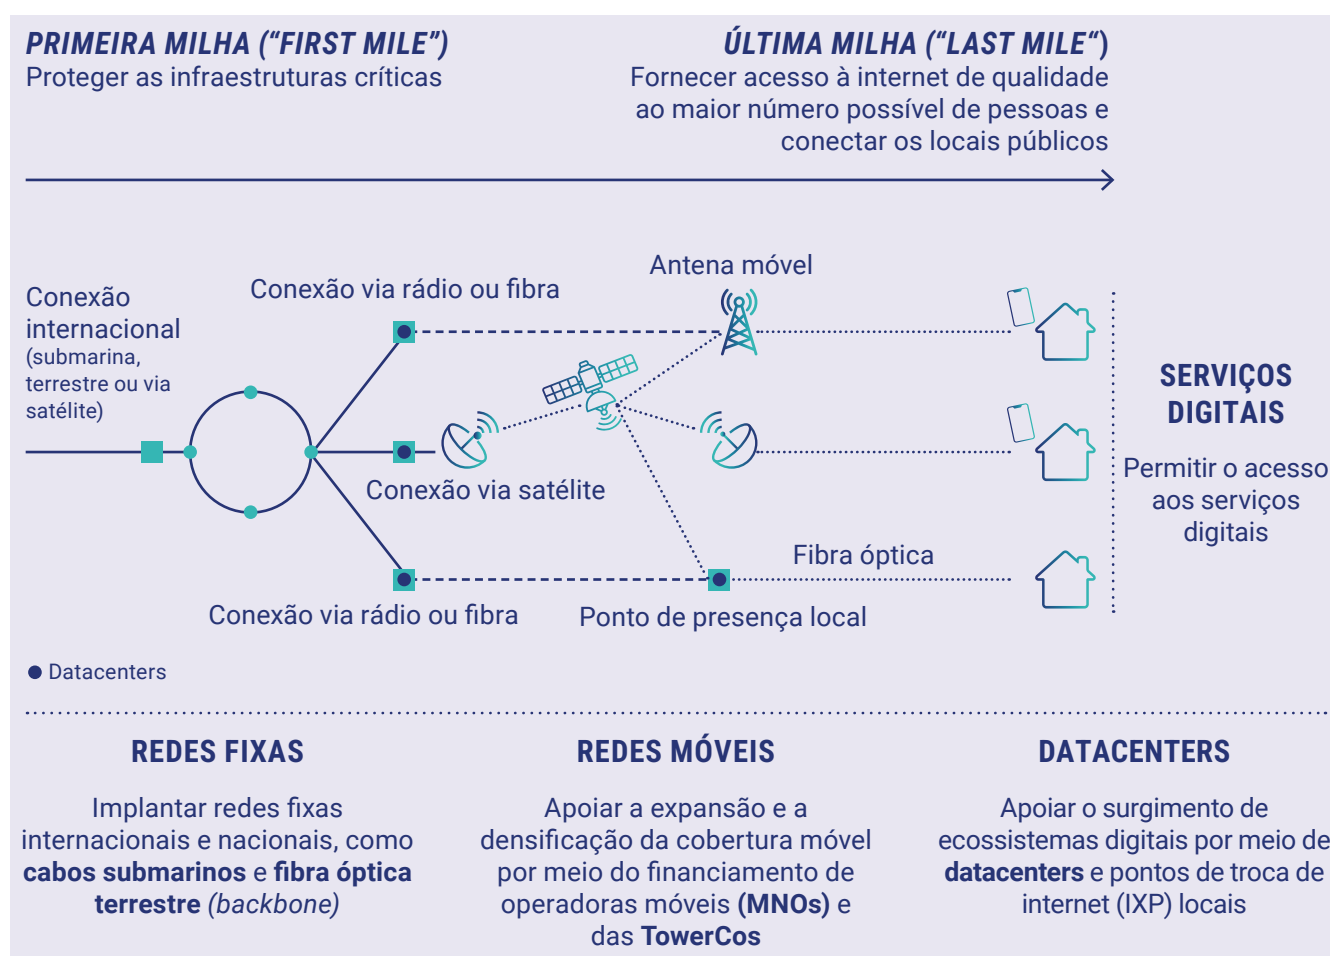 PRIMEIRA MILHA (“FIRST MILE”)
Proteger as infraestruturas críticas
ÚLTIMA MILHA (“LAST MILE“)
Fornecer acesso à internet de qualidade
ao maior número possível de pessoas e
conectar os locais públicos
Conexão
internacional
(submarina,
terrestre ou via
satélite)
Conexão via rádio ou fibra
Antena móvel
Conexão via satélite
Fibra óptica
Conexão via rádio ou fibra
Ponto de presença local
SERVIÇOS
DIGITAIS
Permitir o acesso
aos serviços
digitais
Datacenters
REDES FIXAS
Implantar redes fixas
internacionais e nacionais, como
cabos submarinos e fibra óptica
terrestre (backbone)
REDES MÓVEIS
Apoiar a expansão e a
densificação da cobertura móvel
por meio do financiamento de
operadoras móveis (MNOs) e
das TowerCos
DATACENTERS
Apoiar o surgimento de
ecossistemas digitais por meio de
datacenters e pontos de troca de
internet (IXP) locais